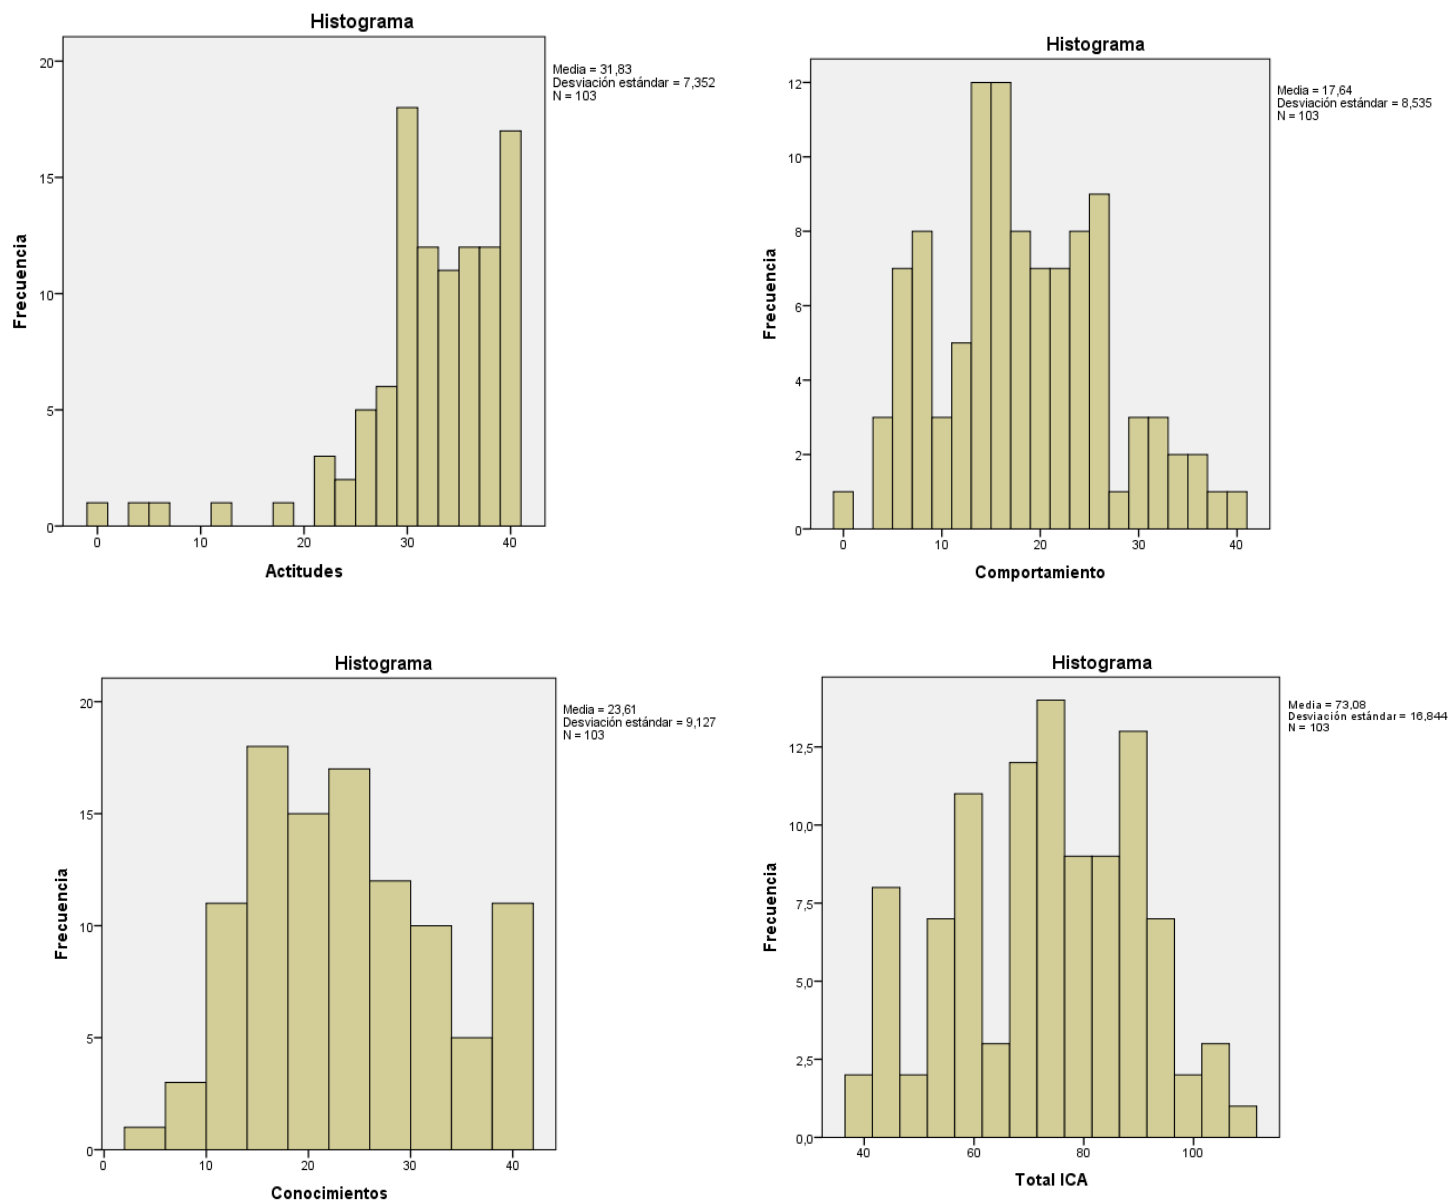 Histograma
Media = 31,83
Desviación estándar = 7,352
N = 103
Frecuencia
20
15
10
5
0
0 10 20 30 40
Actitudes
Histograma
Media = 17,64
Desviación estándar = 8,535
N = 103
Frecuencia
12
10
8
6
4
2
0
0 10 20 30 40
Comportamiento
Histograma
Media = 23,61
Desviación estándar = 9,127
N = 103
Frecuencia
20
15
10
5
0
0 10 20 30 40
Conocimientos
Histograma
Media = 73,08
Desviación estándar = 16,844
N = 103
Frecuencia
12,5
10,0
7,5
5,0
2,5
0,0
40 60 80 100
Total ICA